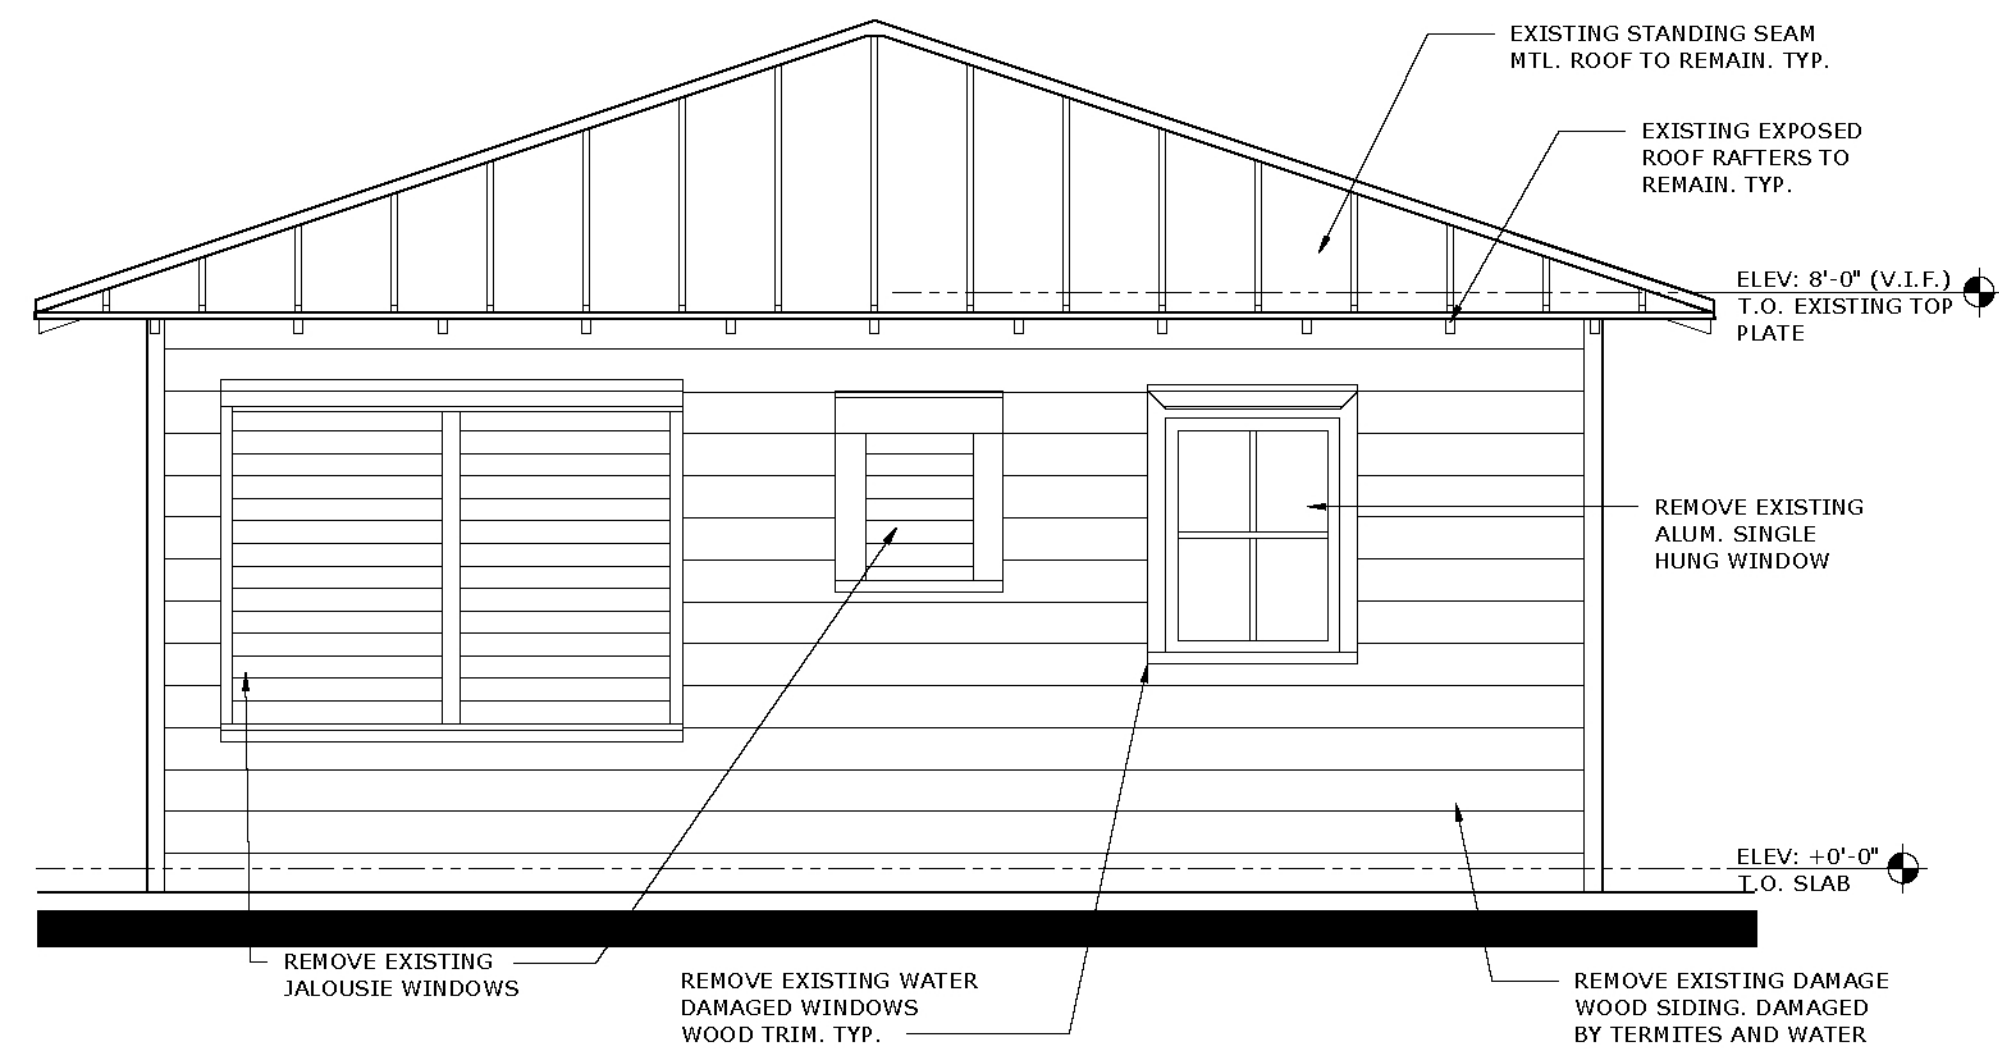 EXISTING STANDING SEAM
MTL. ROOF TO REMAIN. TYP.
EXISTING EXPOSED
ROOF RAFTERS TO
REMAIN. TYP.
ELEV: 8'-0" (V.I.F.)
T.O. EXISTING TOP
PLATE
REMOVE EXISTING
ALUM. SINGLE
HUNG WINDOW
ELEV: +0'-0"
T.O. SLAB
REMOVE EXISTING
JALOUSIE WINDOWS
REMOVE EXISTING WATER
DAMAGED WINDOWS
WOOD TRIM. TYP.
REMOVE EXISTING DAMAGE
WOOD SIDING. DAMAGED
BY TERMITES AND WATER